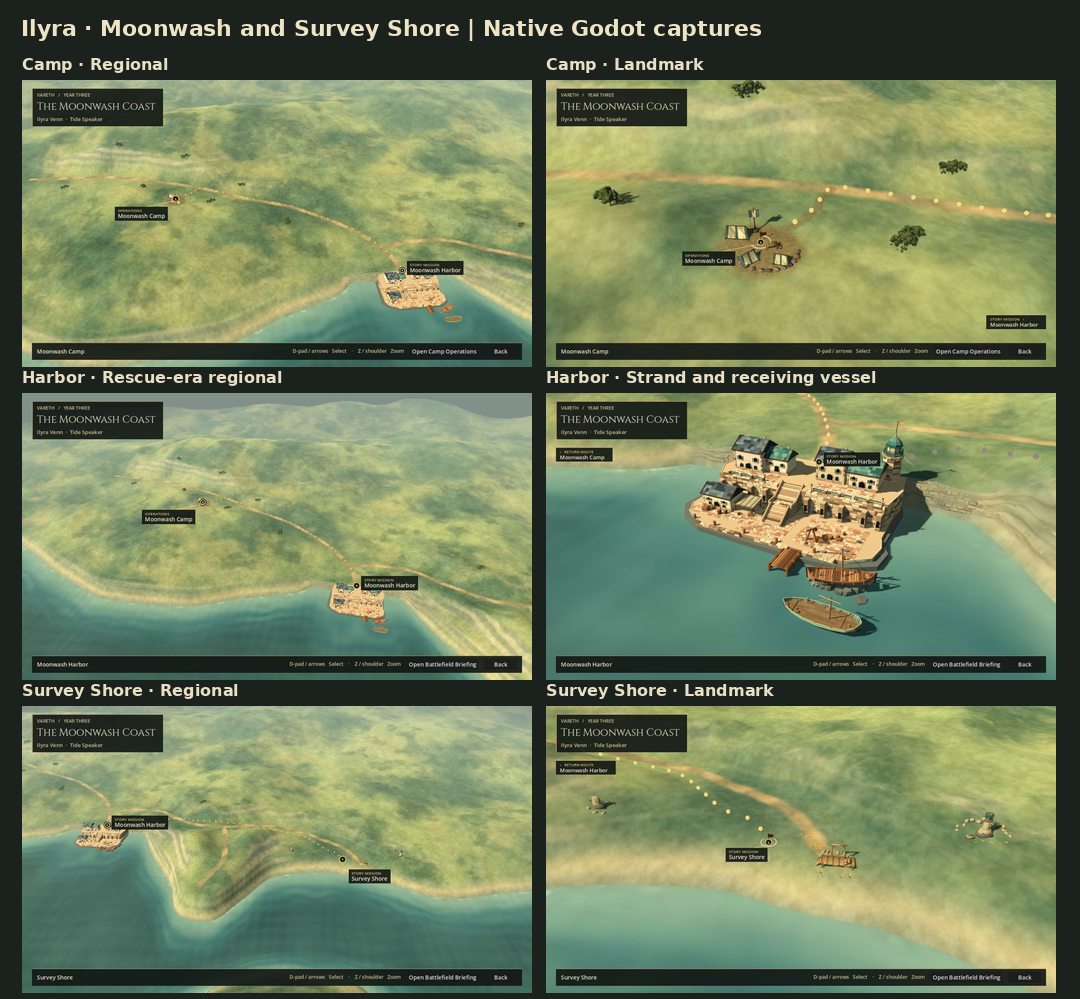 Ilyra · Moonwash and Survey Shore | Native Godot captures
Camp · Regional
VARETH / YEAR THREE
THE MOONWASH COAST
Ilyra Venn · Tide Speaker
OPERATIONS
Moonwash Camp
STORY MISSION
Moonwash Harbor
Moonwash Camp
D-pad / arrows Select · Z / shoulder Zoom Open Camp Operations Back
Camp · Landmark
VARETH / YEAR THREE
THE MOONWASH COAST
Ilyra Venn · Tide Speaker
OPERATIONS
Moonwash Camp
STORY MISSION
Moonwash Harbor
Moonwash Camp
D-pad / arrows Select · Z / shoulder Zoom Open Camp Operations Back
Harbor · Rescue-era regional
VARETH / YEAR THREE
THE MOONWASH COAST
Ilyra Venn · Tide Speaker
OPERATIONS
Moonwash Camp
STORY MISSION
Moonwash Harbor
Moonwash Harbor
D-pad / arrows Select · Z / shoulder Zoom Open Battlefield Briefing Back
Harbor · Strand and receiving vessel
VARETH / YEAR THREE
THE MOONWASH COAST
Ilyra Venn · Tide Speaker
RETURN ROUTE
Moonwash Camp
STORY MISSION
Moonwash Harbor
Moonwash Harbor
D-pad / arrows Select · Z / shoulder Zoom Open Battlefield Briefing Back
Survey Shore · Regional
VARETH / YEAR THREE
THE MOONWASH COAST
Ilyra Venn · Tide Speaker
STORY MISSION
Moonwash Harbor
STORY MISSION
Survey Shore
Survey Shore
D-pad / arrows Select · Z / shoulder Zoom Open Battlefield Briefing Back
Survey Shore · Landmark
VARETH / YEAR THREE
THE MOONWASH COAST
Ilyra Venn · Tide Speaker
RETURN ROUTE
Moonwash Harbor
STORY MISSION
Survey Shore
Survey Shore
D-pad / arrows Select · Z / shoulder Zoom Open Battlefield Briefing Back